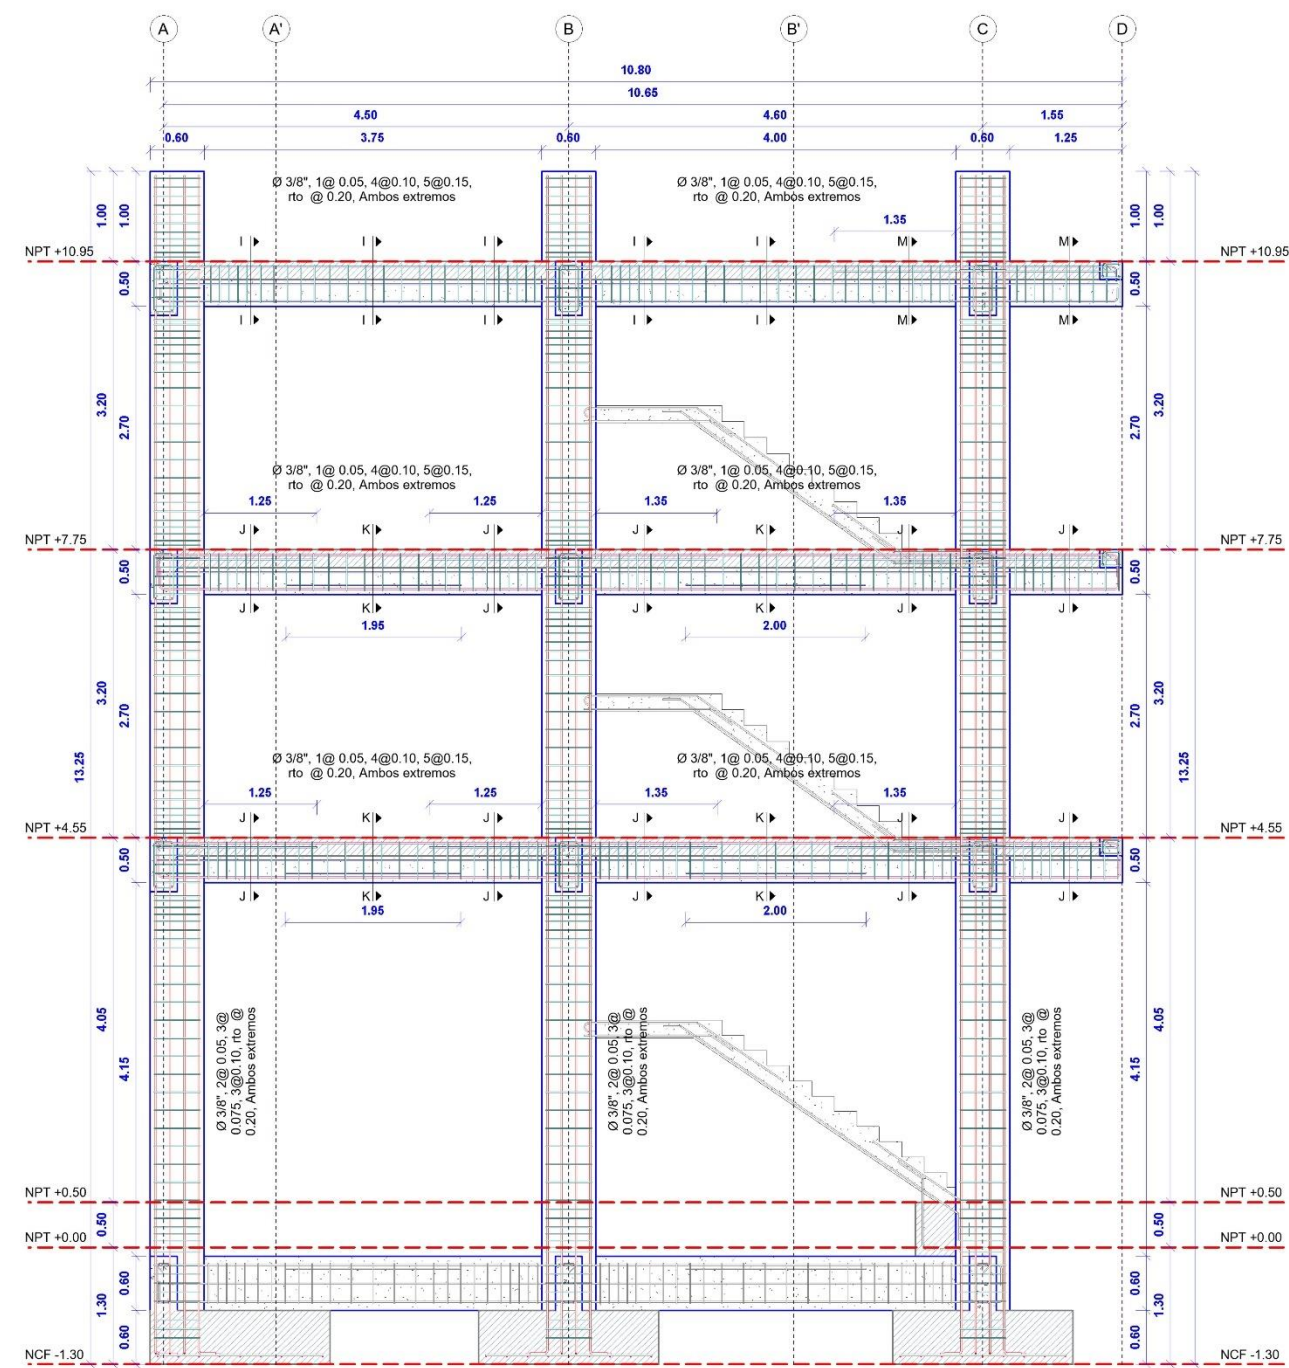 A A' B B' C D
10.80
10.65
4.50 4.60 1.55
0.60 3.75 0.60 4.00 0.60 1.25
Ø 3/8", 1@ 0.05, 4@0.10, 5@0.15,
rto @ 0.20, Ambos extremos
Ø 3/8", 1@ 0.05, 4@0.10, 5@0.15,
rto @ 0.20, Ambos extremos
1.00 1.00 1.00 1.00
1.35
I I I I I M M
NPT +10.95 NPT +10.95
0.50 0.50
I I I I I M M
3.20 2.70 2.70 3.20
Ø 3/8", 1@ 0.05, 4@0.10, 5@0.15,
rto @ 0.20, Ambos extremos
Ø 3/8", 1@ 0.05, 4@0.10, 5@0.15,
rto @ 0.20, Ambos extremos
1.25 1.25 1.35 1.35
J K J J K J J
NPT +7.75 NPT +7.75
0.50 0.50
J K J J K J J
1.95 2.00
3.20 2.70 2.70 3.20
13.25 13.25
Ø 3/8", 1@ 0.05, 4@0.10, 5@0.15,
rto @ 0.20, Ambos extremos
Ø 3/8", 1@ 0.05, 4@0.10, 5@0.15,
rto @ 0.20, Ambos extremos
1.25 1.25 1.35 1.35
J K J J K J J
NPT +4.55 NPT +4.55
0.50 0.50
J K J J K J J
1.95 2.00
4.05 4.15 4.15 4.05
Ø 3/8", 2@ 0.05, 3@
0.075, 3@0.10, rto @
0.20, Ambos extremos
Ø 3/8", 2@ 0.05, 3@
0.075, 3@0.10, rto @
0.20, Ambos extremos
Ø 3/8", 2@ 0.05, 3@
0.075, 3@0.10, rto @
0.20, Ambos extremos
NPT +0.50 NPT +0.50
0.50 0.50
NPT +0.00 NPT +0.00
0.60 0.60
1.30 1.30
0.60 0.60
NCF -1.30 NCF -1.30